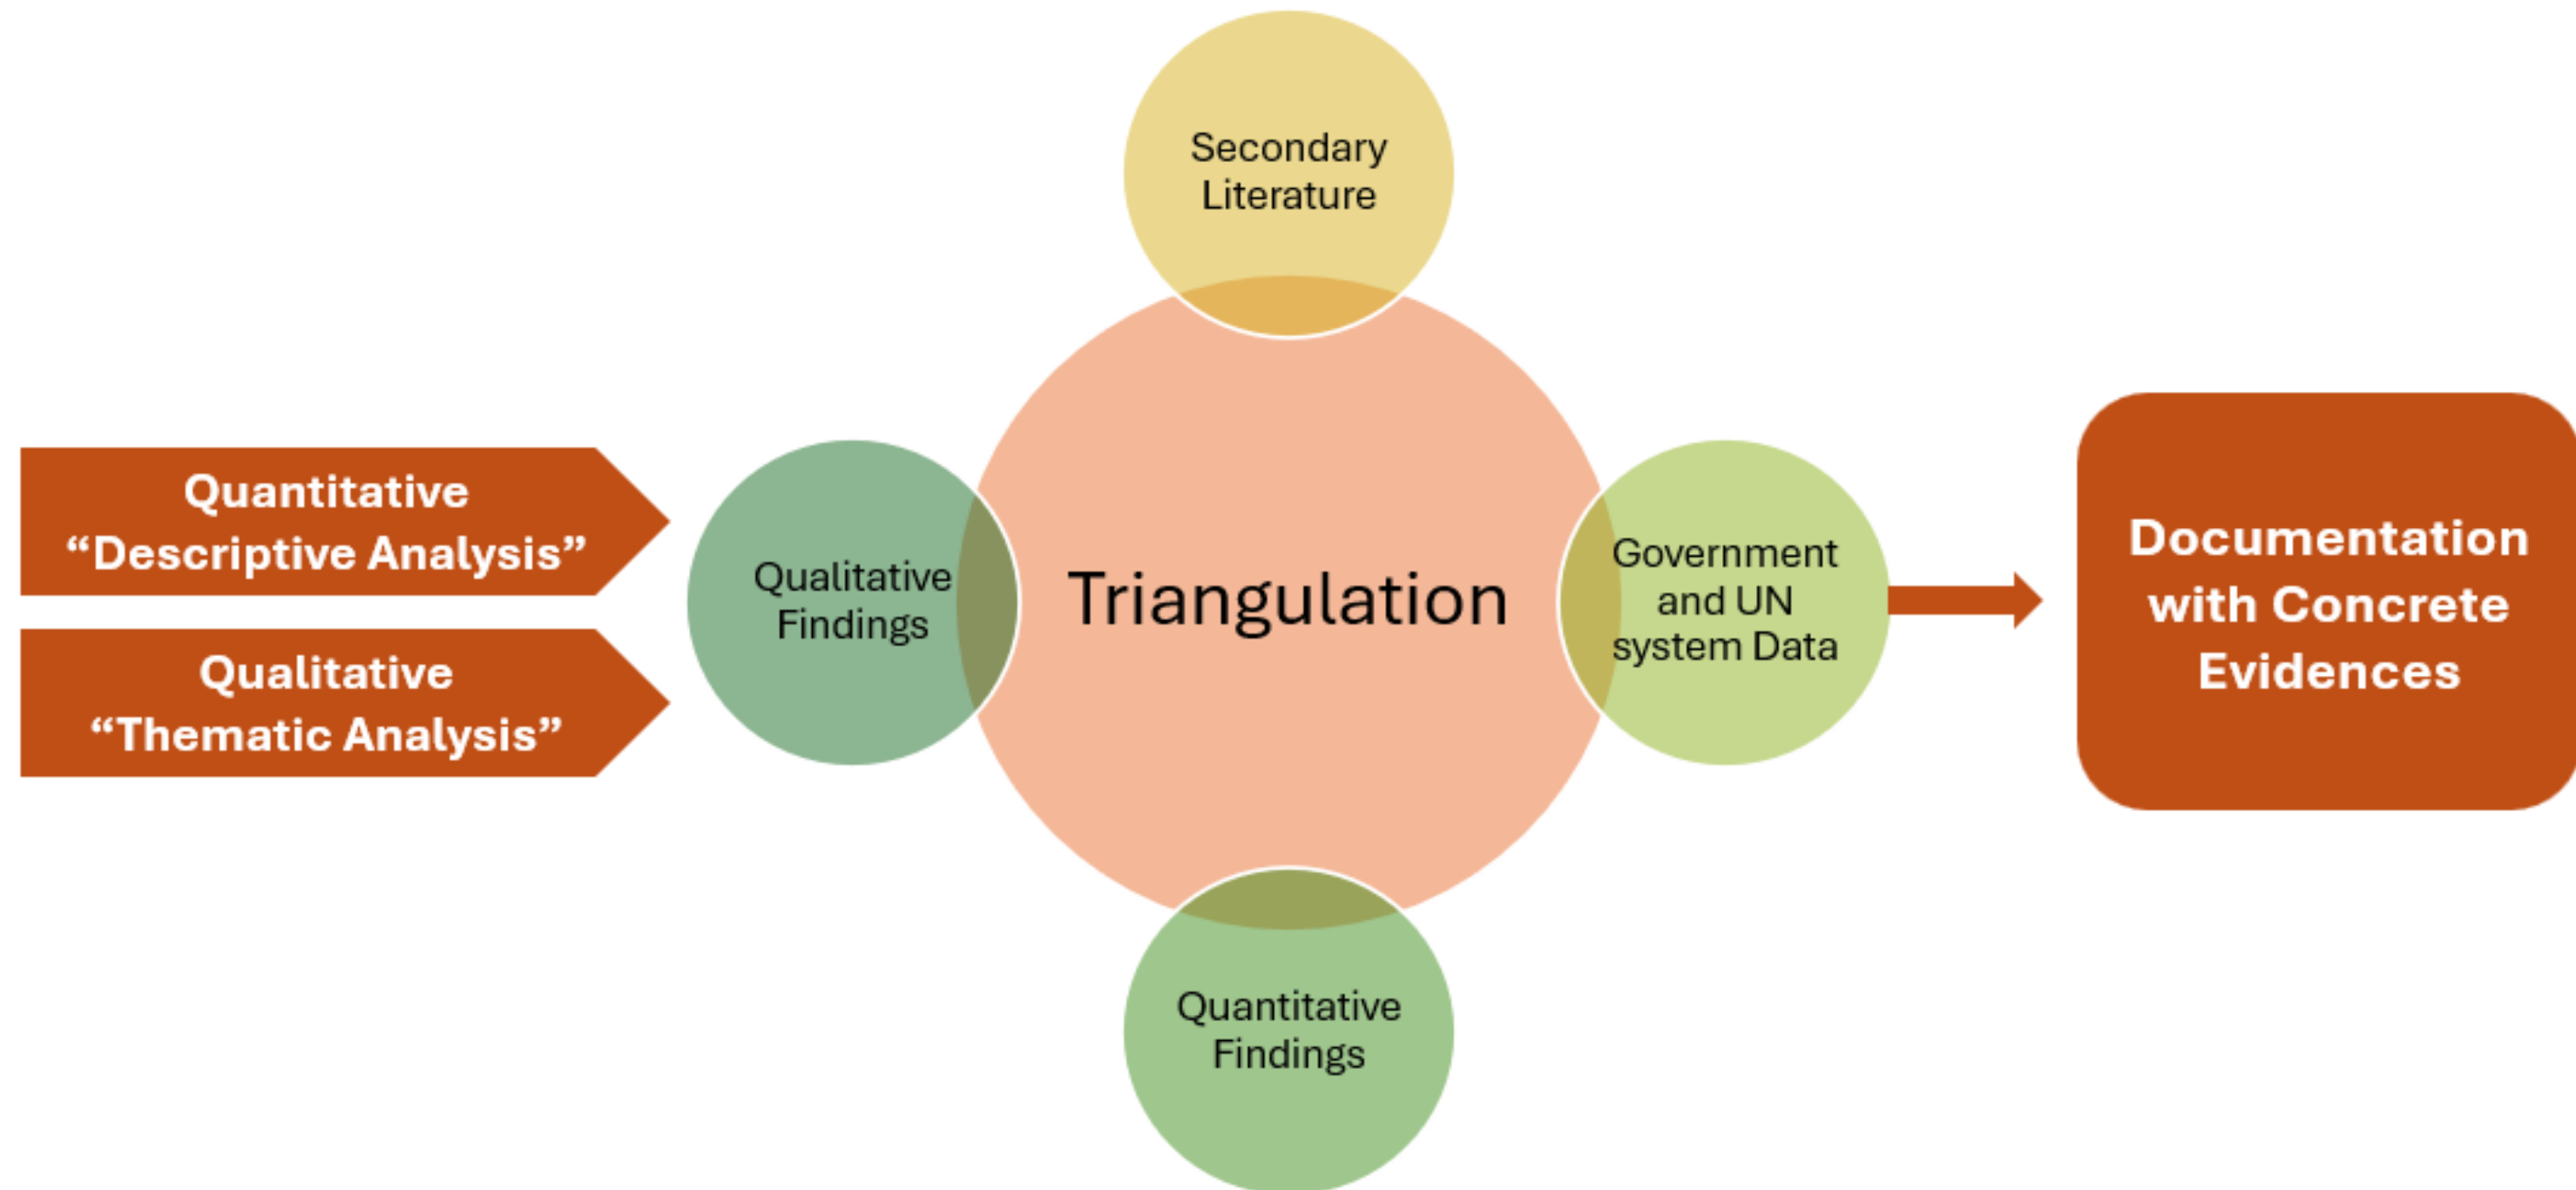 Secondary
Literature
Quantitative
“Descriptive Analysis”
Qualitative
“Thematic Analysis”
Qualitative
Findings
Triangulation
Government
and UN
system Data
Documentation
with Concrete
Evidences
Quantitative
Findings